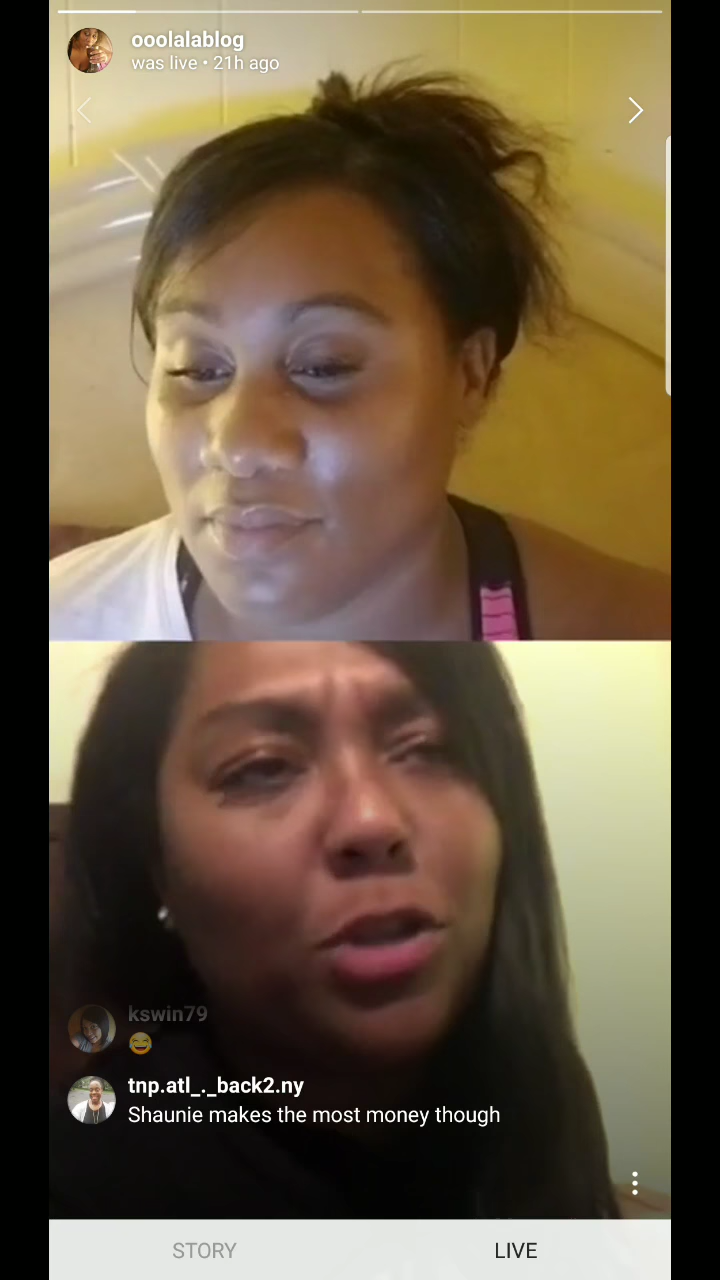 ooolalablog
was live • 21h ago
kswin79
😂
tnp.atl_._back2.ny
Shaunie makes the most money though
STORY LIVE